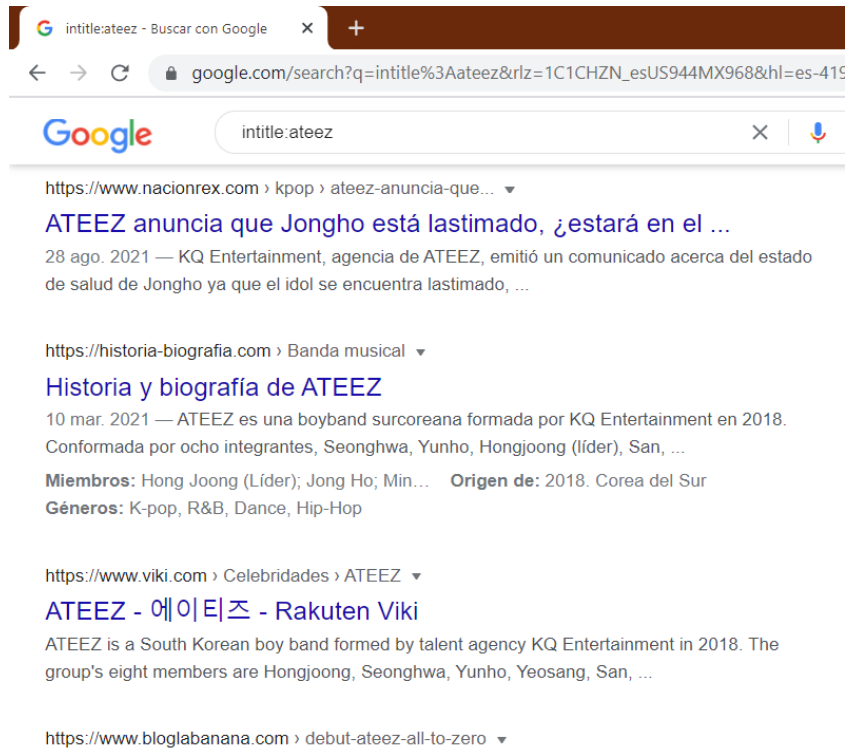 intitle:ateez - Buscar con Google
google.com/search?q=intitle%3Aateez&rlz=1C1CHZN_esUS944MX968&hl=es-419
Google intitle:ateez
https://www.nacionrex.com › kpop › ateez-anuncia-que...
ATEEZ anuncia que Jongho está lastimado, ¿estará en el ...
28 ago. 2021 — KQ Entertainment, agencia de ATEEZ, emitió un comunicado acerca del estado
de salud de Jongho ya que el idol se encuentra lastimado, ...
https://historia-biografia.com › Banda musical
Historia y biografía de ATEEZ
10 mar. 2021 — ATEEZ es una boyband surcoreana formada por KQ Entertainment en 2018.
Conformada por ocho integrantes, Seonghwa, Yunho, Hongjoong (líder), San, ...
Miembros: Hong Joong (Líder); Jong Ho; Min... Origen de: 2018. Corea del Sur
Géneros: K-pop, R&B, Dance, Hip-Hop
https://www.viki.com › Celebridades › ATEEZ
ATEEZ - 에이티즈 - Rakuten Viki
ATEEZ is a South Korean boy band formed by talent agency KQ Entertainment in 2018. The
group's eight members are Hongjoong, Seonghwa, Yunho, Yeosang, San, ...
https://www.bloglabanana.com › debut-ateez-all-to-zero